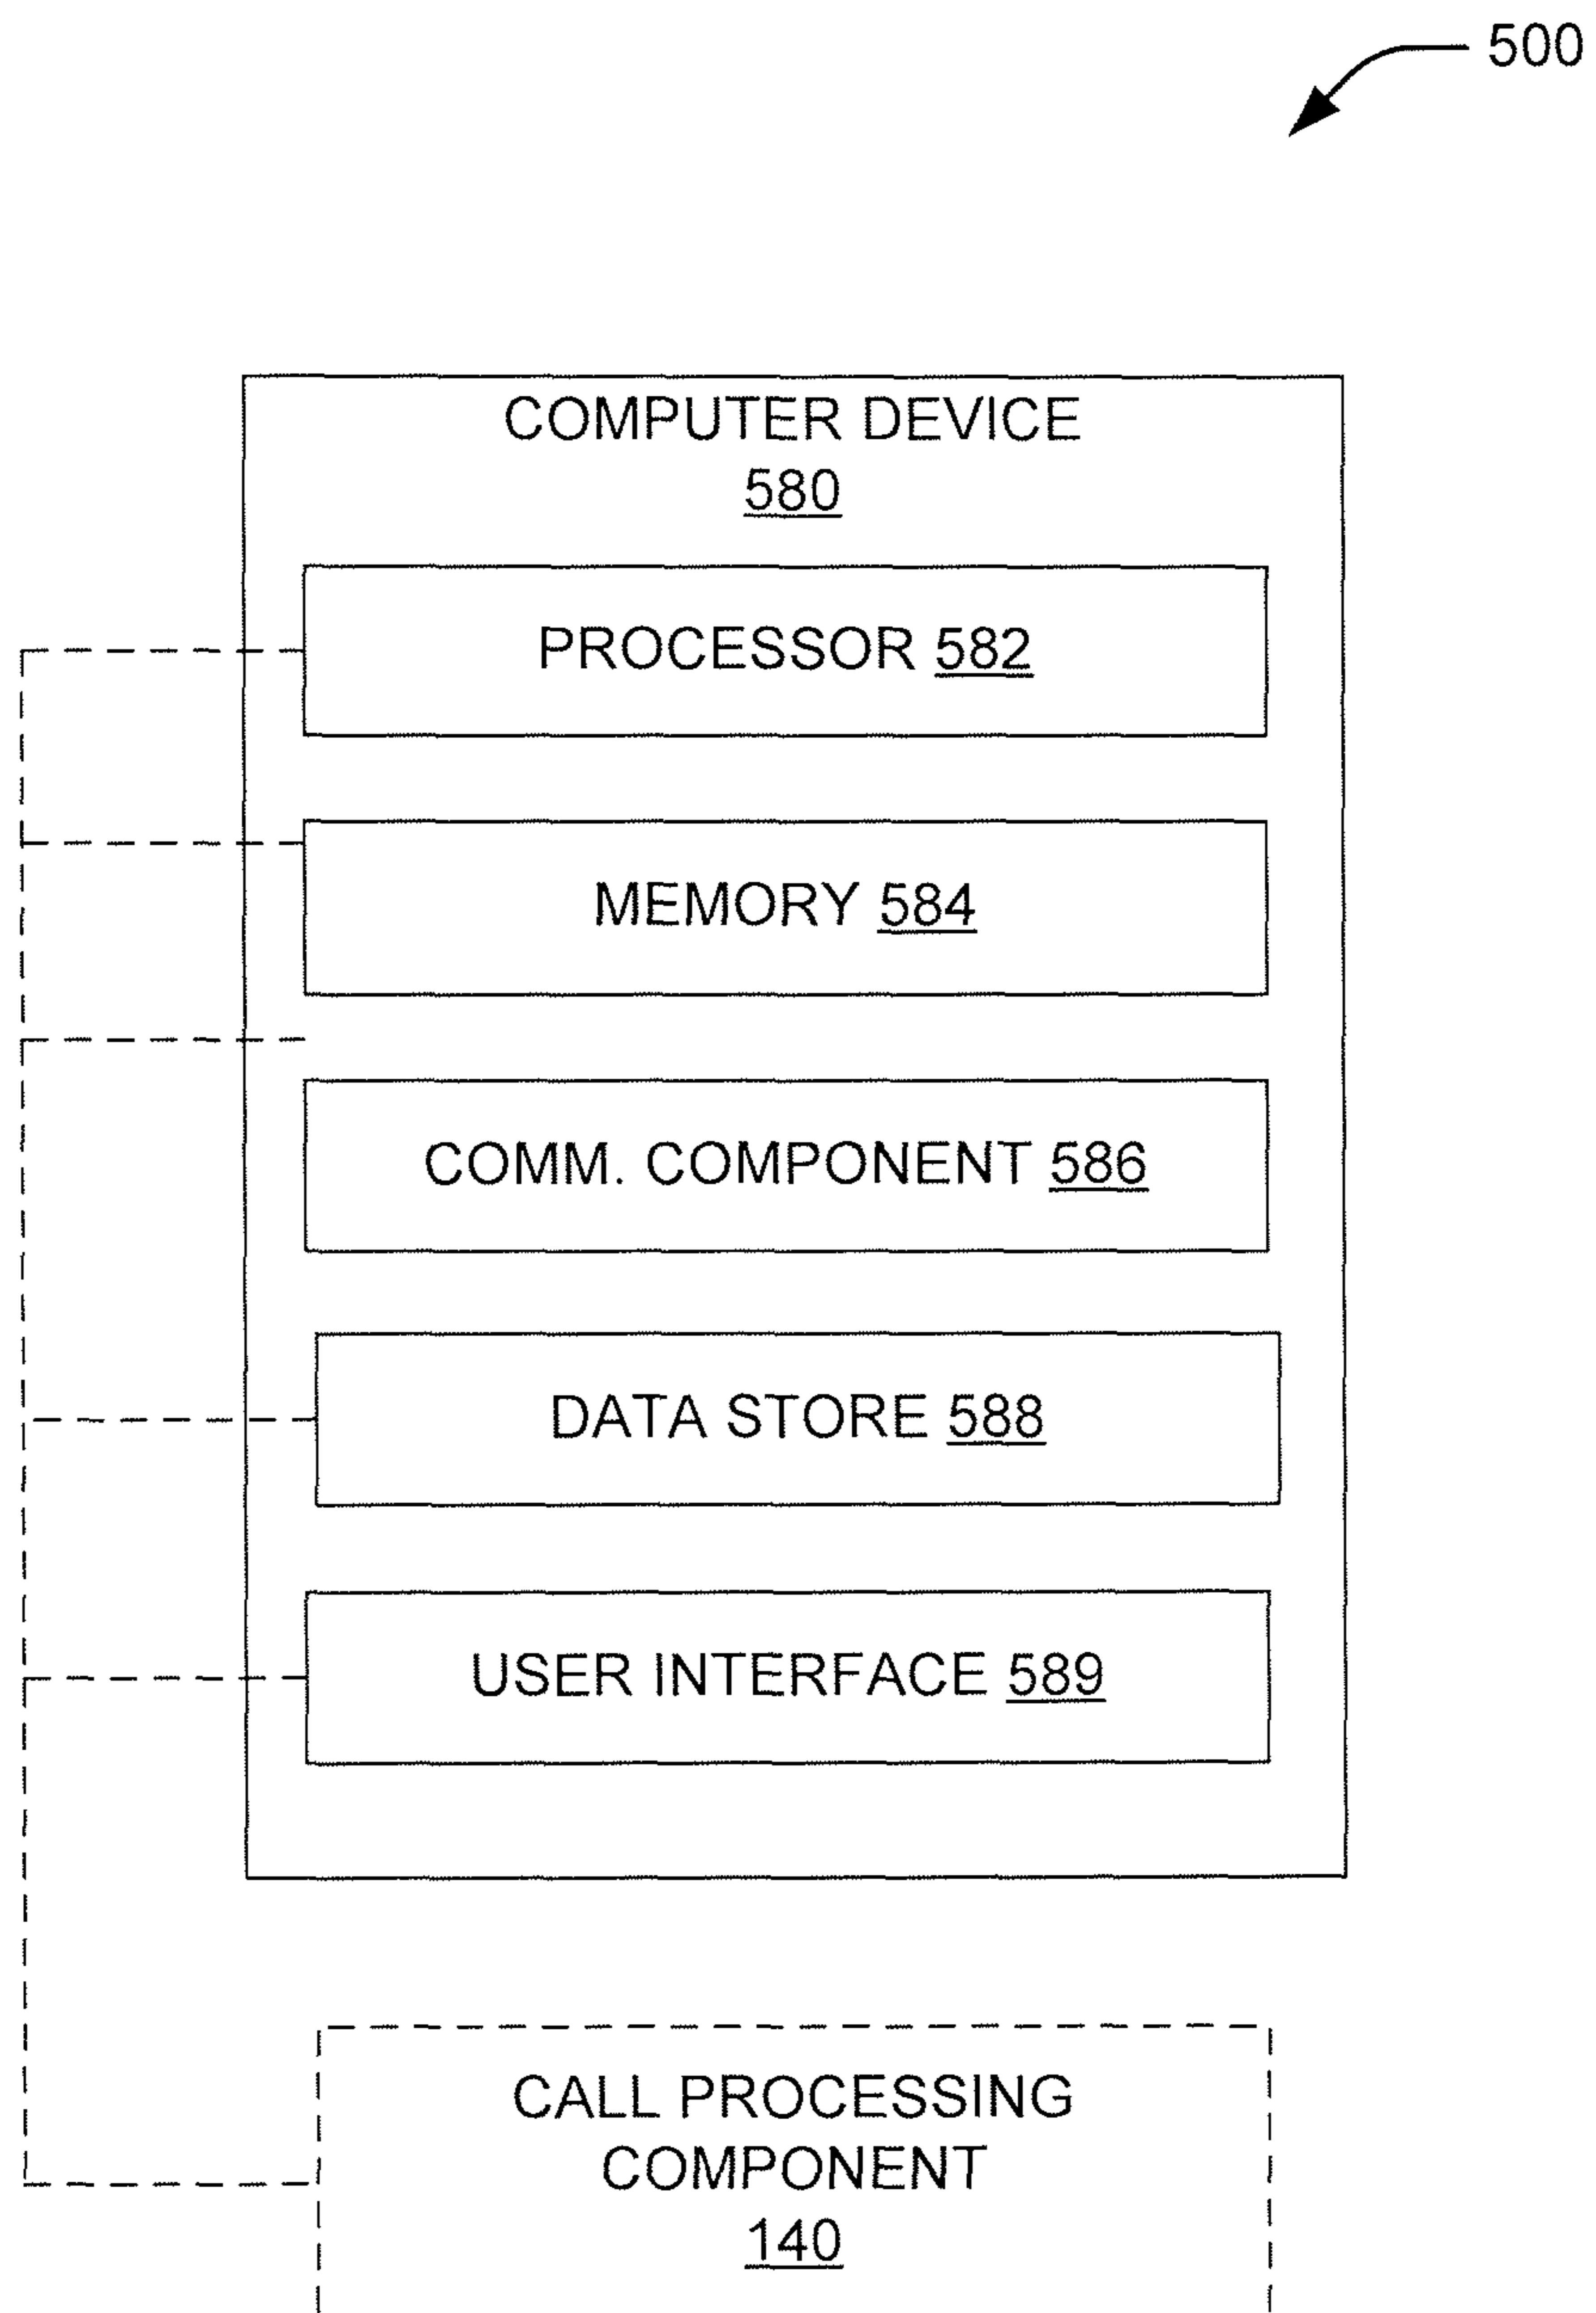 500
COMPUTER DEVICE
580
PROCESSOR 582
MEMORY 584
COMM. COMPONENT 586
DATA STORE 588
USER INTERFACE 589
CALL PROCESSING
COMPONENT
140